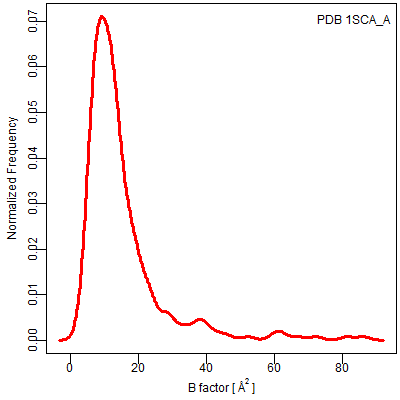 PDB 1SCA_A
Normalized Frequency
0.00 0.01 0.02 0.03 0.04 0.05 0.06 0.07
0 20 40 60 80
B factor [ Å2 ]